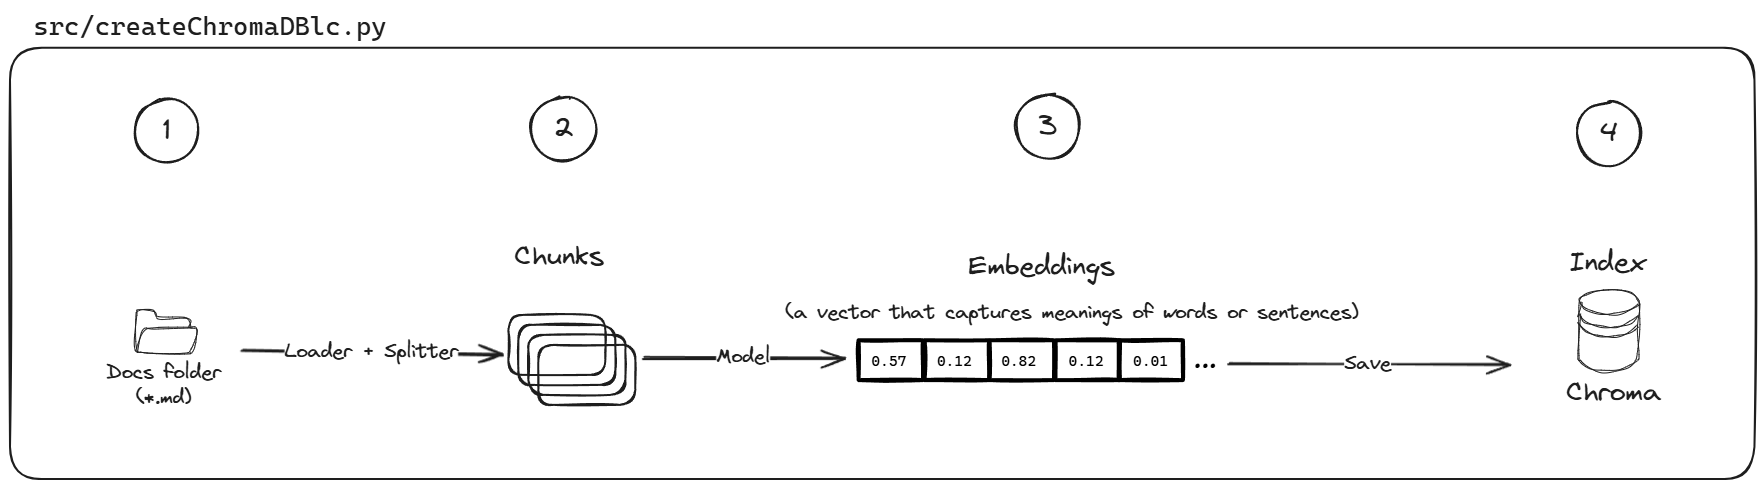 src/createChromaDBlc.py
1
2
3
4
Chunks
Embeddings
Index
(a vector that captures meanings of words or sentences)
Loader + Splitter
Model
0.57 0.12 0.82 0.12 0.01 ...
Save
Docs folder
(*.md)
Chroma